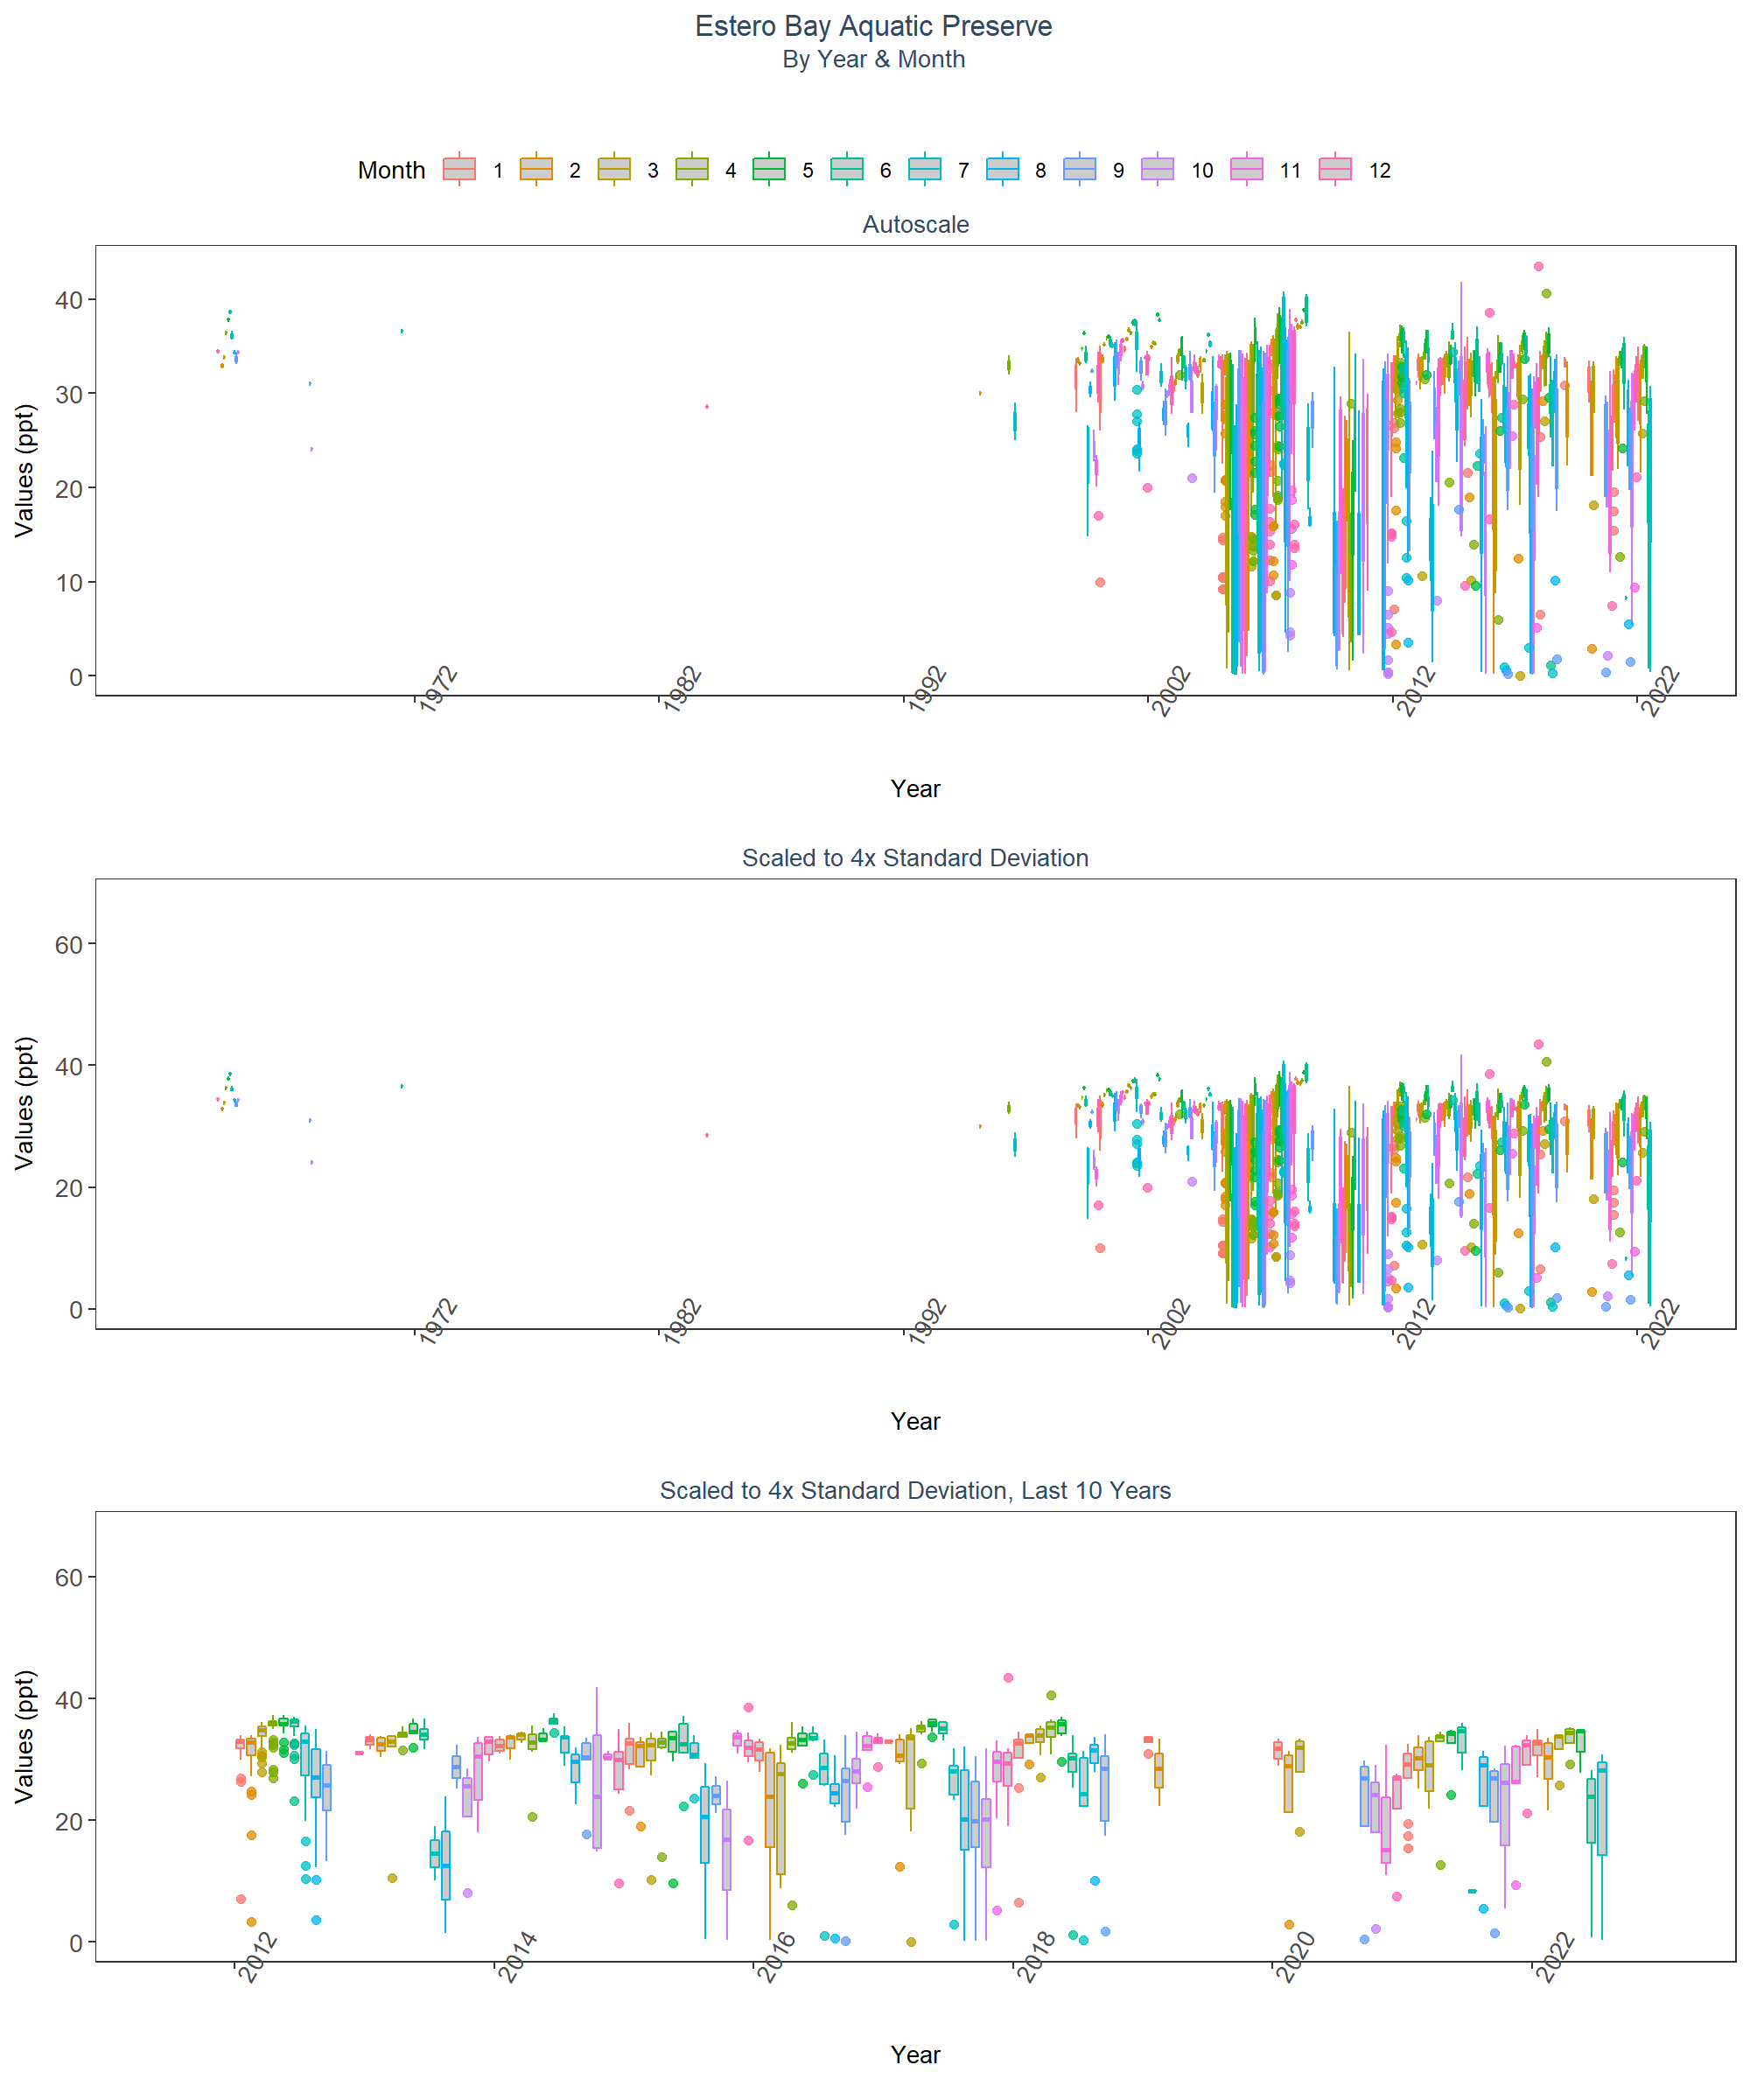 Estero Bay Aquatic Preserve
By Year & Month
Month 1 2 3 4 5 6 7 8 9 10 11 12
Autoscale
Values (ppt)
40
30
20
10
0
1972 1982 1992 2002 2012 2022
Year
Scaled to 4x Standard Deviation
Values (ppt)
60
40
20
0
1972 1982 1992 2002 2012 2022
Year
Scaled to 4x Standard Deviation, Last 10 Years
Values (ppt)
60
40
20
0
2012 2014 2016 2018 2020 2022
Year